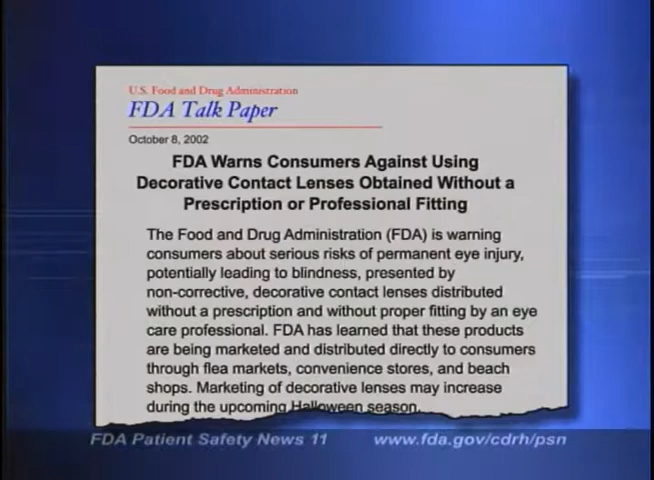 U.S. Food and Drug Administration
FDA Talk Paper
October 8, 2002
FDA Warns Consumers Against Using
Decorative Contact Lenses Obtained Without a
Prescription or Professional Fitting
The Food and Drug Administration (FDA) is warning
consumers about serious risks of permanent eye injury,
potentially leading to blindness, presented by
non-corrective, decorative contact lenses distributed
without a prescription and without proper fitting by an eye
care professional. FDA has learned that these products
are being marketed and distributed directly to consumers
through flea markets, convenience stores, and beach
shops. Marketing of decorative lenses may increase
during the upcoming Halloween season.
FDA Patient Safety News 11 www.fda.gov/cdrh/psn